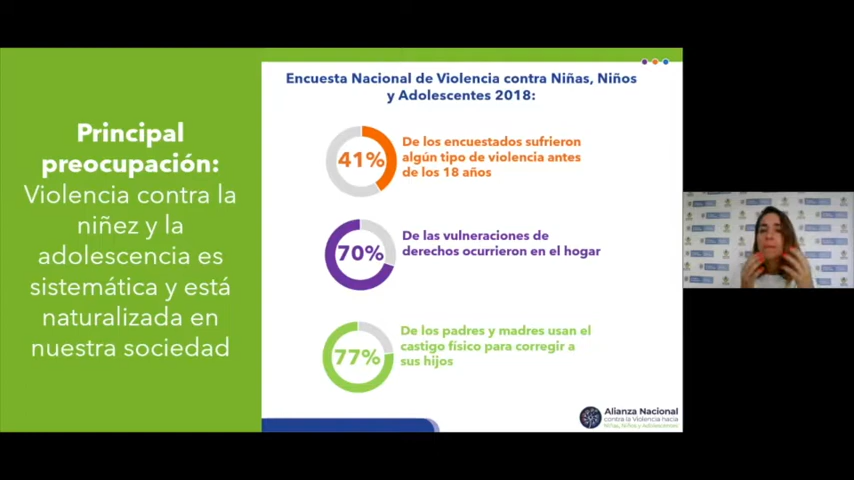 Principal
preocupación:
Violencia contra la
niñez y la
adolescencia es
sistemática y está
naturalizada en
nuestra sociedad
Encuesta Nacional de Violencia contra Niñas, Niños
y Adolescentes 2018:
41%
De los encuestados sufrieron
algún tipo de violencia antes
de los 18 años
70%
De las vulneraciones de
derechos ocurrieron en el hogar
77%
De los padres y madres usan el
castigo físico para corregir a
sus hijos
Alianza Nacional
contra la Violencia hacia
Niñas, Niños y Adolescentes